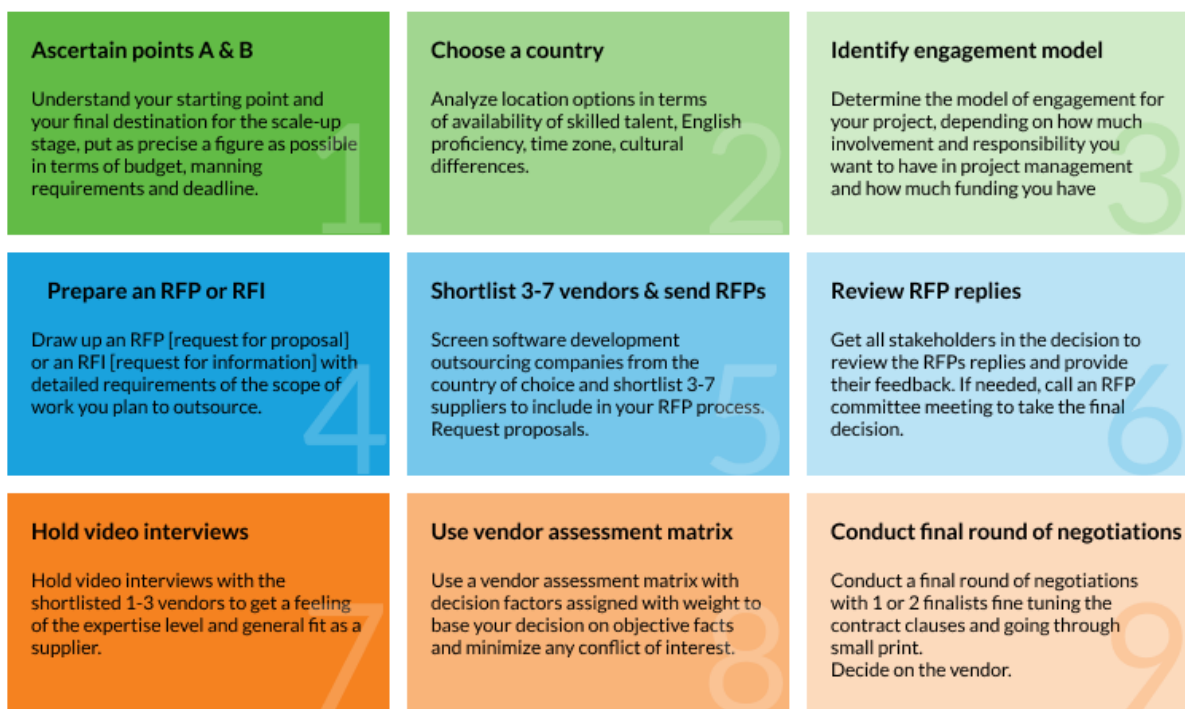 Ascertain points A & B
Understand your starting point and
your final destination for the scale-up
stage, put as precise a figure as possible
in terms of budget, manning
requirements and deadline.
1
Choose a country
Analyze location options in terms
of availability of skilled talent, English
proficiency, time zone, cultural
differences.
2
Identify engagement model
Determine the model of engagement for
your project, depending on how much
involvement and responsibility you
want to have in project management
and how much funding you have
3
Prepare an RFP or RFI
Draw up an RFP [request for proposal]
or an RFI [request for information] with
detailed requirements of the scope of
work you plan to outsource.
4
Shortlist 3-7 vendors & send RFPs
Screen software development
outsourcing companies from the
country of choice and shortlist 3-7
suppliers to include in your RFP process.
Request proposals.
5
Review RFP replies
Get all stakeholders in the decision to
review the RFPs replies and provide
their feedback. If needed, call an RFP
committee meeting to take the final
decision.
6
Hold video interviews
Hold video interviews with the
shortlisted 1-3 vendors to get a feeling
of the expertise level and general fit as a
supplier.
7
Use vendor assessment matrix
Use a vendor assessment matrix with
decision factors assigned with weight to
base your decision on objective facts
and minimize any conflict of interest.
8
Conduct final round of negotiations
Conduct a final round of negotiations
with 1 or 2 finalists fine tuning the
contract clauses and going through
small print.
Decide on the vendor.
9